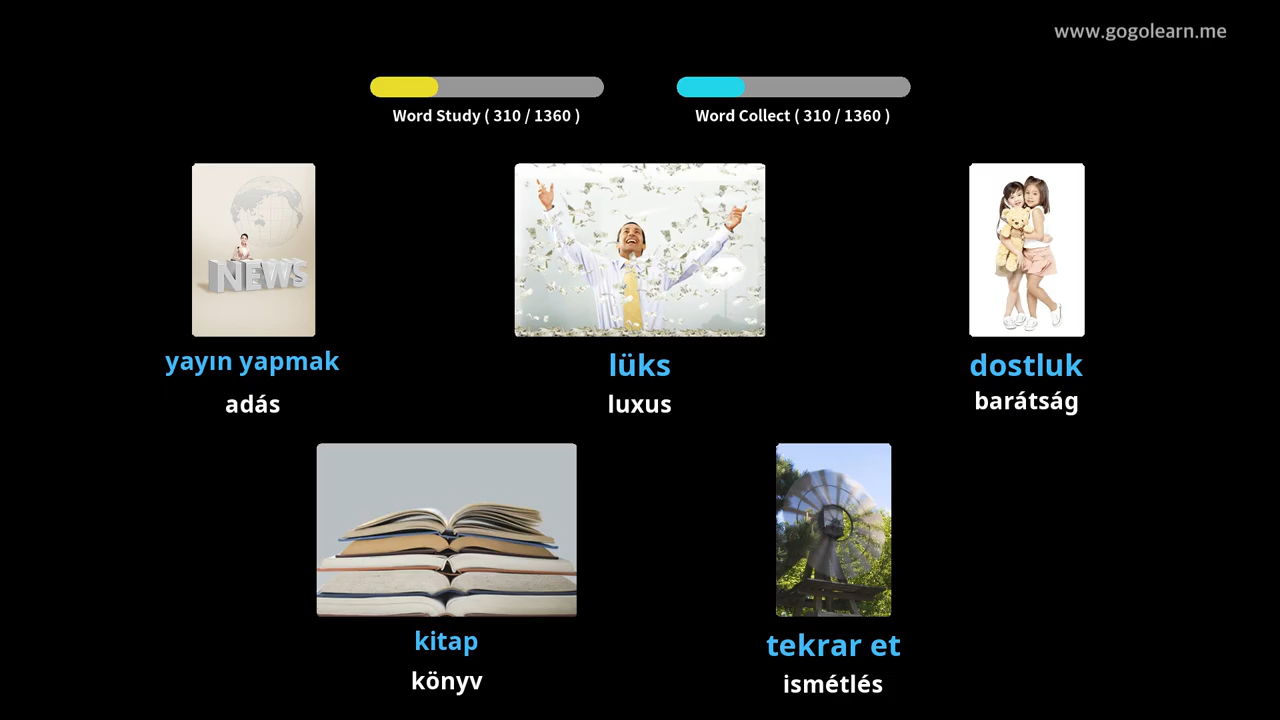 www.gogolearn.me
Word Study ( 310 / 1360 )
Word Collect ( 310 / 1360 )
NEWS
yayın yapmak
adás
lüks
luxus
dostluk
barátság
kitap
könyv
tekrar et
ismétlés